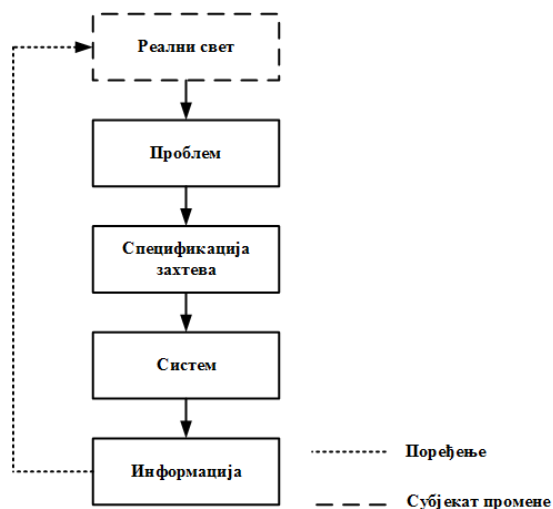 Реални свет
Проблем
Спецификација
захтева
Систем
Информација
Поређење
Субјекат промене